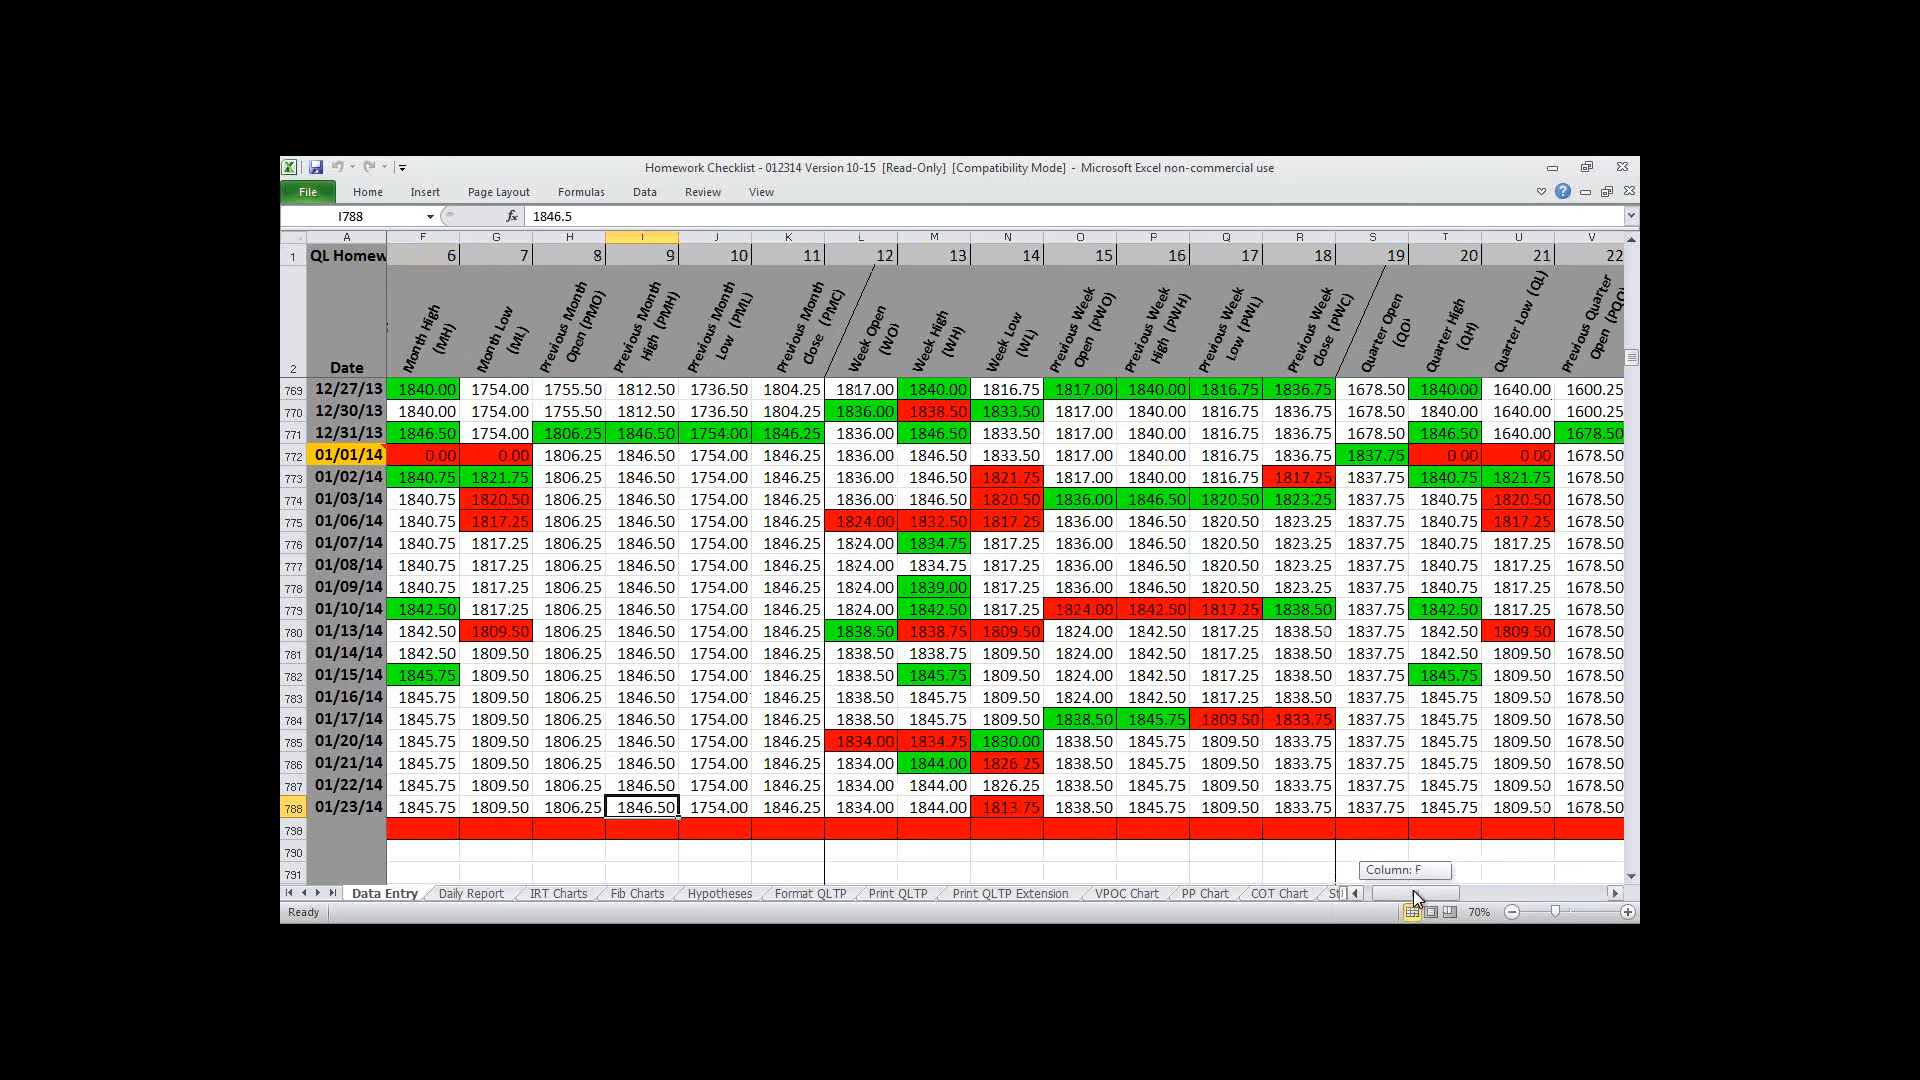 Homework Checklist - 012314 Version 10-15 [Read-Only] [Compatibility Mode] - Microsoft Excel non-commercial use
File Home Insert Page Layout Formulas Data Review View
I788 fx 1846.5
A F G H I J K L M N O P Q R S T U V
1 QL Homew 6 7 8 9 10 11 12 13 14 15 16 17 18 19 20 21 22
2 Date Month High (MH) Month Low (ML) Previous Month Open (PMO) Previous Month High (PMH) Previous Month Low (PML) Previous Month Close (PMC) Week Open (WO) Week High (WH) Week Low (WL) Previous Week Open (PWO) Previous Week High (PWH) Previous Week Low (PWL) Previous Week Close (PWC) Quarter Open (QO) Quarter High (QH) Quarter Low (QL) Previous Quarter Open (PQO)
769 12/27/13 1840.00 1754.00 1755.50 1812.50 1736.50 1804.25 1817.00 1840.00 1816.75 1817.00 1840.00 1816.75 1836.75 1678.50 1840.00 1640.00 1600.25
770 12/30/13 1840.00 1754.00 1755.50 1812.50 1736.50 1804.25 1836.00 1838.50 1833.50 1817.00 1840.00 1816.75 1836.75 1678.50 1840.00 1640.00 1600.25
771 12/31/13 1846.50 1754.00 1806.25 1846.50 1754.00 1846.25 1836.00 1846.50 1833.50 1817.00 1840.00 1816.75 1836.75 1678.50 1846.50 1640.00 1678.50
772 01/01/14 0.00 0.00 1806.25 1846.50 1754.00 1846.25 1836.00 1846.50 1833.50 1817.00 1840.00 1816.75 1836.75 1837.75 0.00 0.00 1678.50
773 01/02/14 1840.75 1821.75 1806.25 1846.50 1754.00 1846.25 1836.00 1846.50 1821.75 1817.00 1840.00 1816.75 1817.25 1837.75 1840.75 1821.75 1678.50
774 01/03/14 1840.75 1820.50 1806.25 1846.50 1754.00 1846.25 1836.00 1846.50 1820.50 1836.00 1846.50 1820.50 1823.25 1837.75 1840.75 1820.50 1678.50
775 01/06/14 1840.75 1817.25 1806.25 1846.50 1754.00 1846.25 1824.00 1832.50 1817.25 1836.00 1846.50 1820.50 1823.25 1837.75 1840.75 1817.25 1678.50
776 01/07/14 1840.75 1817.25 1806.25 1846.50 1754.00 1846.25 1824.00 1834.75 1817.25 1836.00 1846.50 1820.50 1823.25 1837.75 1840.75 1817.25 1678.50
777 01/08/14 1840.75 1817.25 1806.25 1846.50 1754.00 1846.25 1824.00 1834.75 1817.25 1836.00 1846.50 1820.50 1823.25 1837.75 1840.75 1817.25 1678.50
778 01/09/14 1840.75 1817.25 1806.25 1846.50 1754.00 1846.25 1824.00 1839.00 1817.25 1836.00 1846.50 1820.50 1823.25 1837.75 1840.75 1817.25 1678.50
779 01/10/14 1842.50 1817.25 1806.25 1846.50 1754.00 1846.25 1824.00 1842.50 1817.25 1824.00 1842.50 1817.25 1838.50 1837.75 1842.50 1817.25 1678.50
780 01/13/14 1842.50 1809.50 1806.25 1846.50 1754.00 1846.25 1838.50 1838.75 1809.50 1824.00 1842.50 1817.25 1838.50 1837.75 1842.50 1809.50 1678.50
781 01/14/14 1842.50 1809.50 1806.25 1846.50 1754.00 1846.25 1838.50 1838.75 1809.50 1824.00 1842.50 1817.25 1838.50 1837.75 1842.50 1809.50 1678.50
782 01/15/14 1845.75 1809.50 1806.25 1846.50 1754.00 1846.25 1838.50 1845.75 1809.50 1824.00 1842.50 1817.25 1838.50 1837.75 1845.75 1809.50 1678.50
783 01/16/14 1845.75 1809.50 1806.25 1846.50 1754.00 1846.25 1838.50 1845.75 1809.50 1824.00 1842.50 1817.25 1838.50 1837.75 1845.75 1809.50 1678.50
784 01/17/14 1845.75 1809.50 1806.25 1846.50 1754.00 1846.25 1838.50 1845.75 1809.50 1838.50 1845.75 1809.50 1833.75 1837.75 1845.75 1809.50 1678.50
785 01/20/14 1845.75 1809.50 1806.25 1846.50 1754.00 1846.25 1834.00 1834.75 1830.00 1838.50 1845.75 1809.50 1833.75 1837.75 1845.75 1809.50 1678.50
786 01/21/14 1845.75 1809.50 1806.25 1846.50 1754.00 1846.25 1834.00 1844.00 1826.25 1838.50 1845.75 1809.50 1833.75 1837.75 1845.75 1809.50 1678.50
787 01/22/14 1845.75 1809.50 1806.25 1846.50 1754.00 1846.25 1834.00 1844.00 1826.25 1838.50 1845.75 1809.50 1833.75 1837.75 1845.75 1809.50 1678.50
788 01/23/14 1845.75 1809.50 1806.25 1846.50 1754.00 1846.25 1834.00 1844.00 1813.75 1838.50 1845.75 1809.50 1833.75 1837.75 1845.75 1809.50 1678.50
798
790
791
Column: F
Data Entry Daily Report IRT Charts Fib Charts Hypotheses Format QLTP Print QLTP Print QLTP Extension VPOC Chart PP Chart COT Chart St
Ready 70%